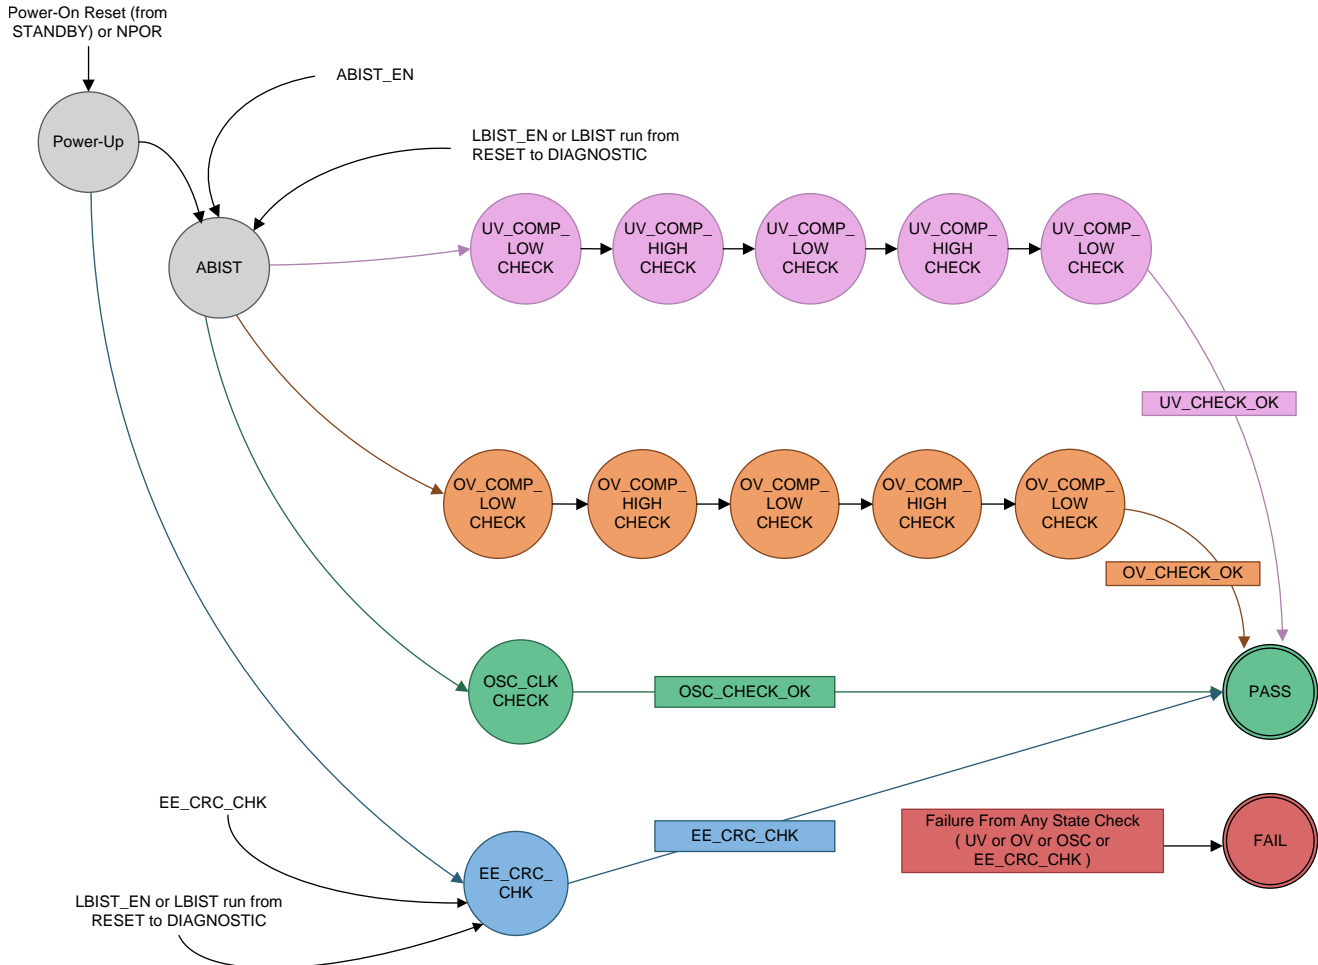 Power-On Reset (from
STANDBY) or NPOR
ABIST_EN
Power-Up
LBIST_EN or LBIST run from
RESET to DIAGNOSTIC
ABIST
UV_COMP_
LOW
CHECK
UV_COMP_
HIGH
CHECK
UV_COMP_
LOW
CHECK
UV_COMP_
HIGH
CHECK
UV_COMP_
LOW
CHECK
UV_CHECK_OK
OV_COMP_
LOW
CHECK
OV_COMP_
HIGH
CHECK
OV_COMP_
LOW
CHECK
OV_COMP_
HIGH
CHECK
OV_COMP_
LOW
CHECK
OV_CHECK_OK
OSC_CLK
CHECK
OSC_CHECK_OK
PASS
EE_CRC_CHK
EE_CRC_CHK
Failure From Any State Check
( UV or OV or OSC or
EE_CRC_CHK )
FAIL
EE_CRC_
CHK
LBIST_EN or LBIST run from
RESET to DIAGNOSTIC